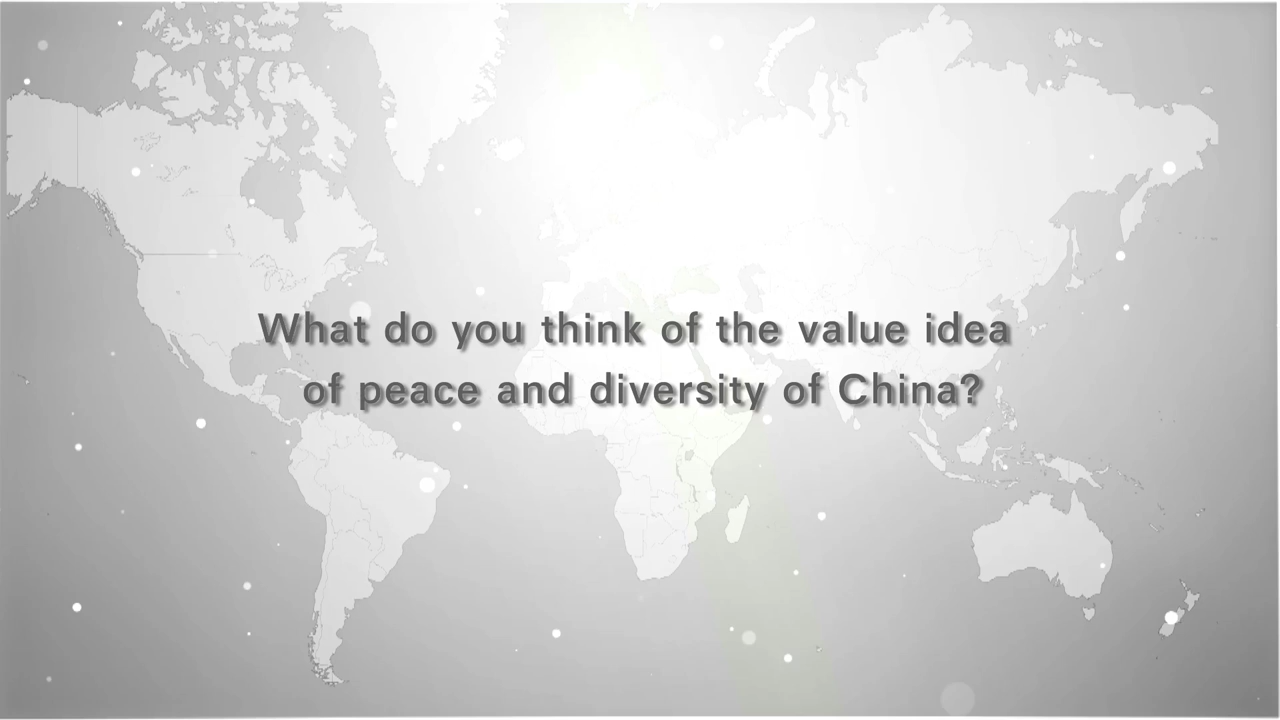 What do you think of the value idea
of peace and diversity of China?